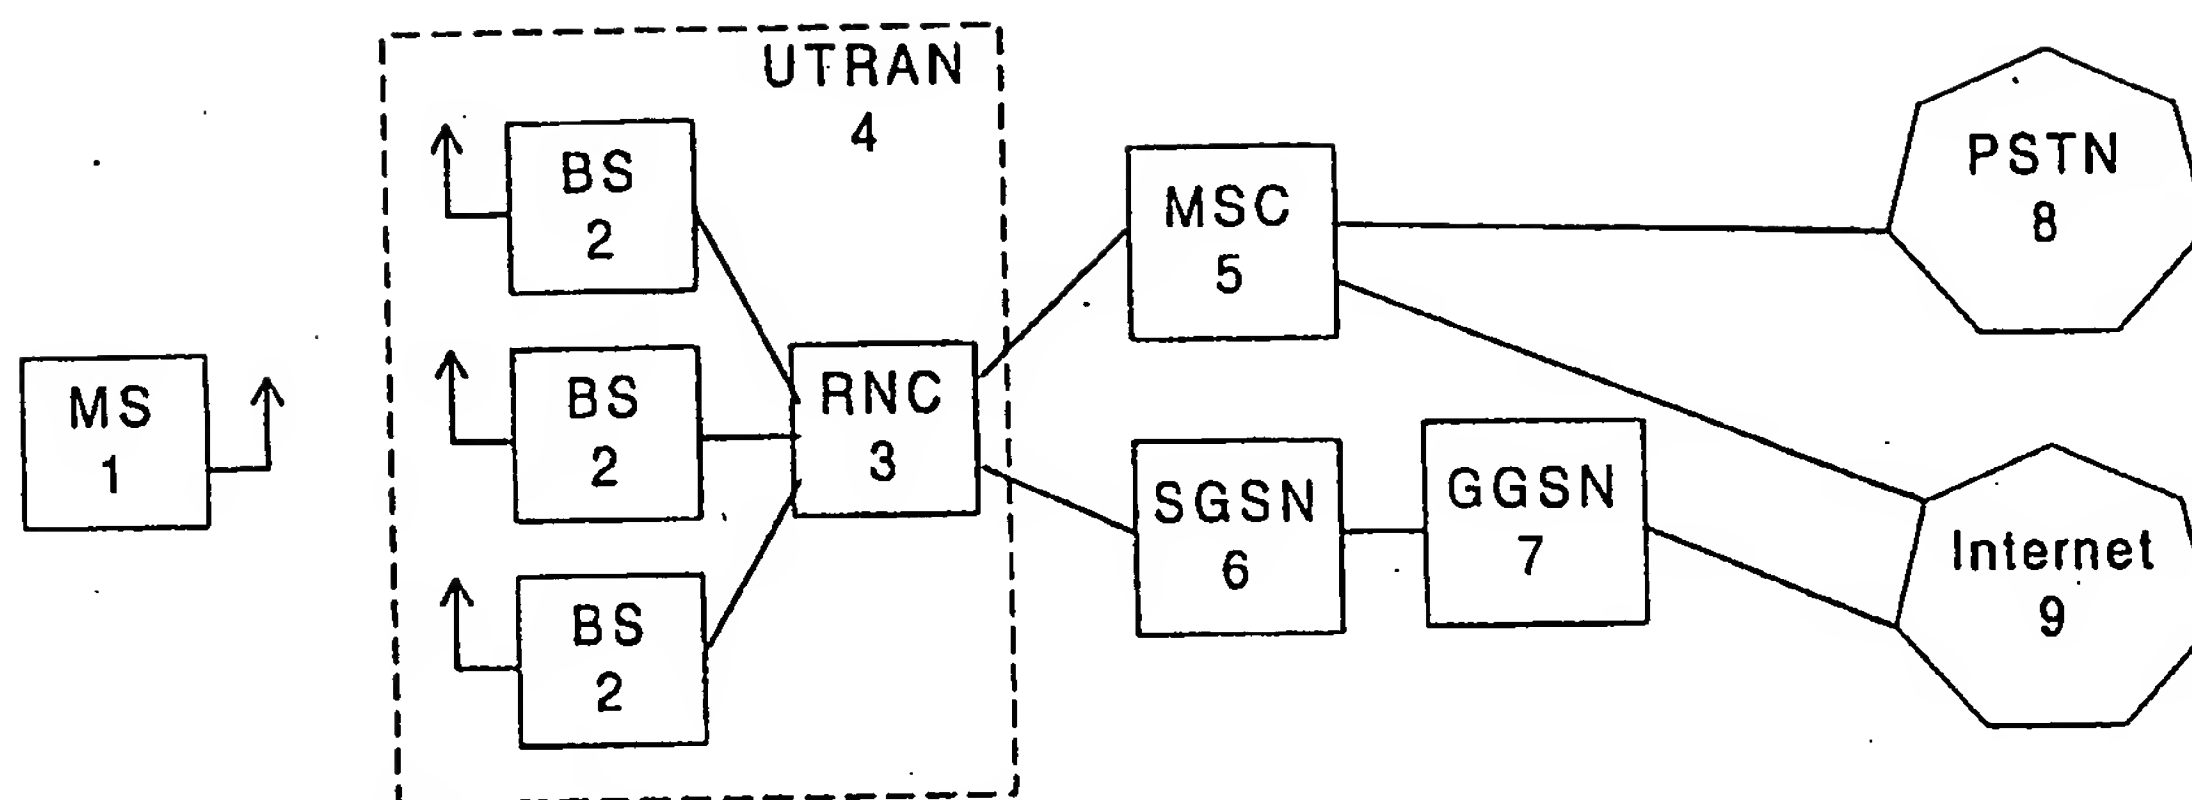 UTRAN
4
BS
2
BS
2
BS
2
MS
1
RNC
3
MSC
5
SGSN
6
GGSN
7
PSTN
8
Internet
9